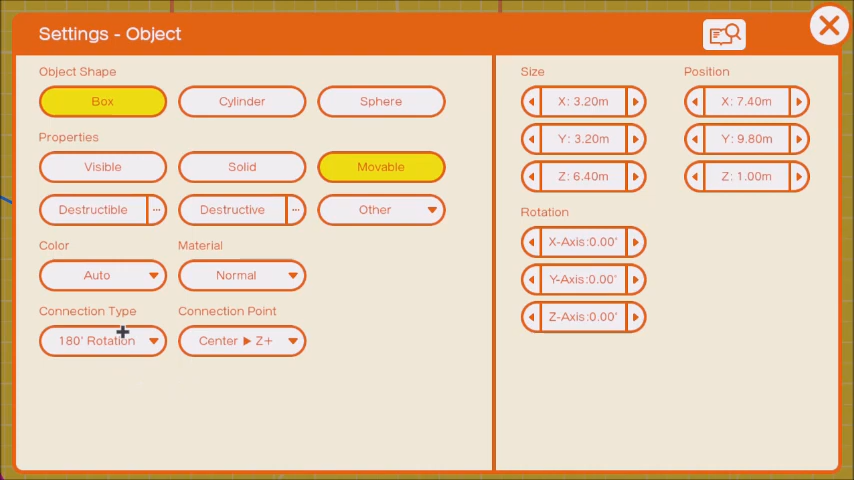 Settings - Object
Object Shape
Box
Cylinder
Sphere
Properties
Visible
Solid
Movable
Destructible ...
Destructive ...
Other
Color
Material
Auto
Normal
Connection Type
Connection Point
180° Rotation
Center ▶ Z+
Size
Position
X: 3.20m
X: 7.40m
Y: 3.20m
Y: 9.80m
Z: 6.40m
Z: 1.00m
Rotation
X-Axis:0.00°
Y-Axis:0.00°
Z-Axis:0.00°